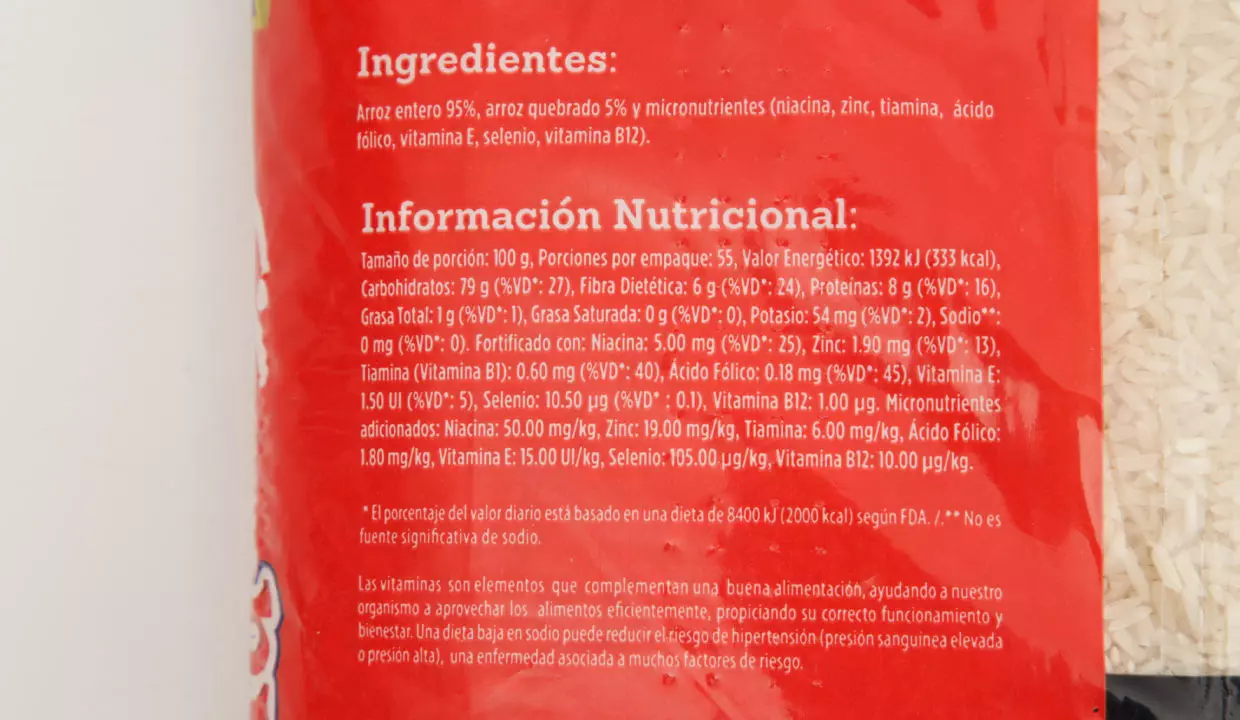 Ingredientes:
Arroz entero 95%, arroz quebrado 5% y micronutrientes (niacina, zinc, tiamina, ácido
fólico, vitamina E, selenio, vitamina B12).
Información Nutricional:
Tamaño de porción: 100 g, Porciones por empaque: 55, Valor Energético: 1392 kJ (333 kcal),
Carbohidratos: 79 g (%VD*: 27), Fibra Dietética: 6 g (%VD*: 24), Proteínas: 8 g (%VD*: 16),
Grasa Total: 1 g (%VD*: 1), Grasa Saturada: 0 g (%VD*: 0), Potasio: 54 mg (%VD*: 2), Sodio**:
0 mg (%VD*: 0). Fortificado con: Niacina: 5.00 mg (%VD*: 25), Zinc: 1.90 mg (%VD*: 13),
Tiamina (Vitamina B1): 0.60 mg (%VD*: 40), Ácido Fólico: 0.18 mg (%VD*: 45), Vitamina E:
1.50 UI (%VD*: 5), Selenio: 10.50 µg (%VD* : 0.1), Vitamina B12: 1.00 µg. Micronutrientes
adicionados: Niacina: 50.00 mg/kg, Zinc: 19.00 mg/kg, Tiamina: 6.00 mg/kg, Ácido Fólico:
1.80 mg/kg, Vitamina E: 15.00 UI/kg, Selenio: 105.00 µg/kg, Vitamina B12: 10.00 µg/kg.
* El porcentaje del valor diario está basado en una dieta de 8400 kJ (2000 kcal) según FDA. /.** No es
fuente significativa de sodio.
Las vitaminas son elementos que complementan una buena alimentación, ayudando a nuestro
organismo a aprovechar los alimentos eficientemente, propiciando su correcto funcionamiento y
bienestar. Una dieta baja en sodio puede reducir el riesgo de hipertensión (presión sanguínea elevada
o presión alta), una enfermedad asociada a muchos factores de riesgo.